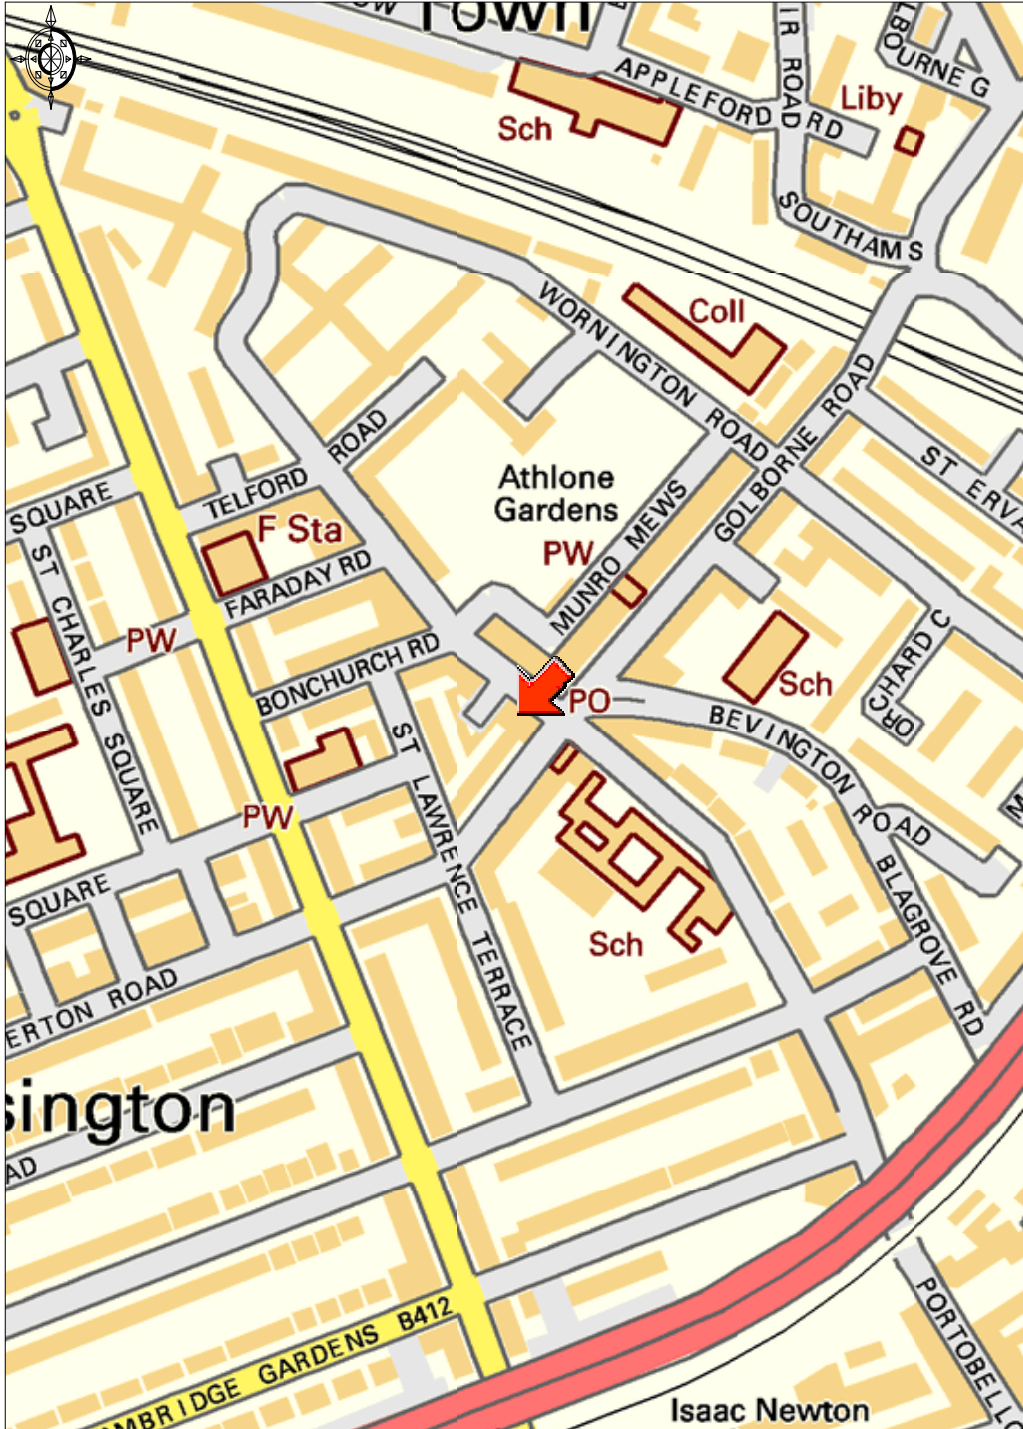 Town
APPLEFORD
RD
ROAD
BOURNE G
Liby
Sch
SOUTHAM S
Coll
WORNINGTON ROAD
GOLBORNE ROAD
ROAD
TELFORD
SQUARE
ST ERVA
Athlone
Gardens
F Sta
PW
MUNRO MEWS
FARADAY RD
ST CHARLES SQUARE
PW
BONCHURCH RD
ORCHARD C
Sch
PO
BEVINGTON ROAD
ST LAWRENCE TERRACE
PW
M
BLAGROVE RD
SQUARE
Sch
ERTON ROAD
sington
AD
PORTOBELLO
MBRIDGE GARDENS B412
Isaac Newton